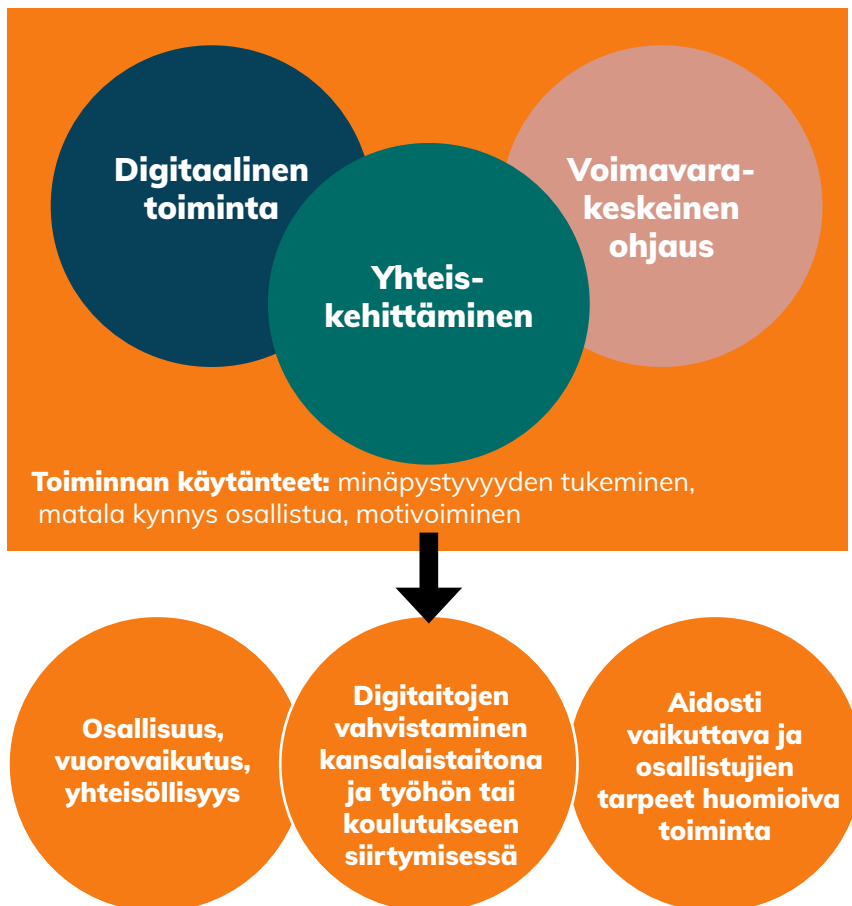 Digitaalinen
toiminta
Voimavara-
keskeinen
ohjaus
Yhteis-
kehittäminen
Toiminnan käytänteet: minäpystyvyyden tukeminen,
matala kynnys osallistua, motivoiminen
Osallisuus,
vuorovaikutus,
yhteisöllisyys
Digitaitojen
vahvistaminen
kansalaistaitona
ja työhön tai
koulutukseen
siirtymisessä
Aidosti
vaikuttava ja
osallistujien
tarpeet huomioiva
toiminta